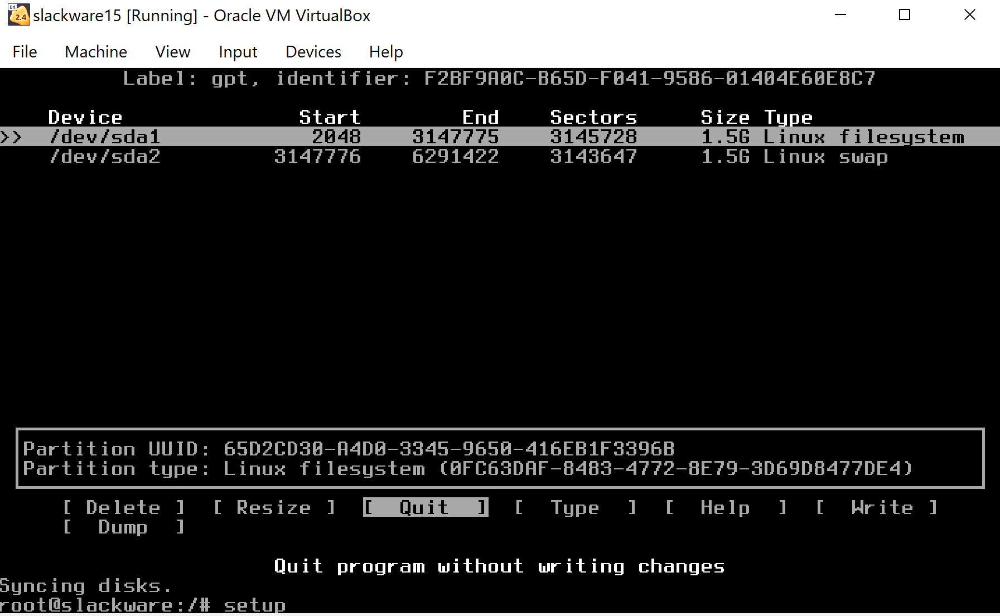 64
2.4
slackware15 [Running] - Oracle VM VirtualBox
File Machine View Input Devices Help
Label: gpt, identifier: F2BF9A0C-B65D-F041-9586-01404E60E8C7
Device Start End Sectors Size Type
>> /dev/sda1 2048 3147775 3145728 1.5G Linux filesystem
/dev/sda2 3147776 6291422 3143647 1.5G Linux swap
Partition UUID: 65D2CD30-A4D0-3345-9650-416EB1F3396B
Partition type: Linux filesystem (0FC63DAF-8483-4772-8E79-3D69D8477DE4)
[ Delete ] [ Resize ] [ Quit ] [ Type ] [ Help ] [ Write ]
[ Dump ]
Quit program without writing changes
Syncing disks.
root@slackware:/# setup